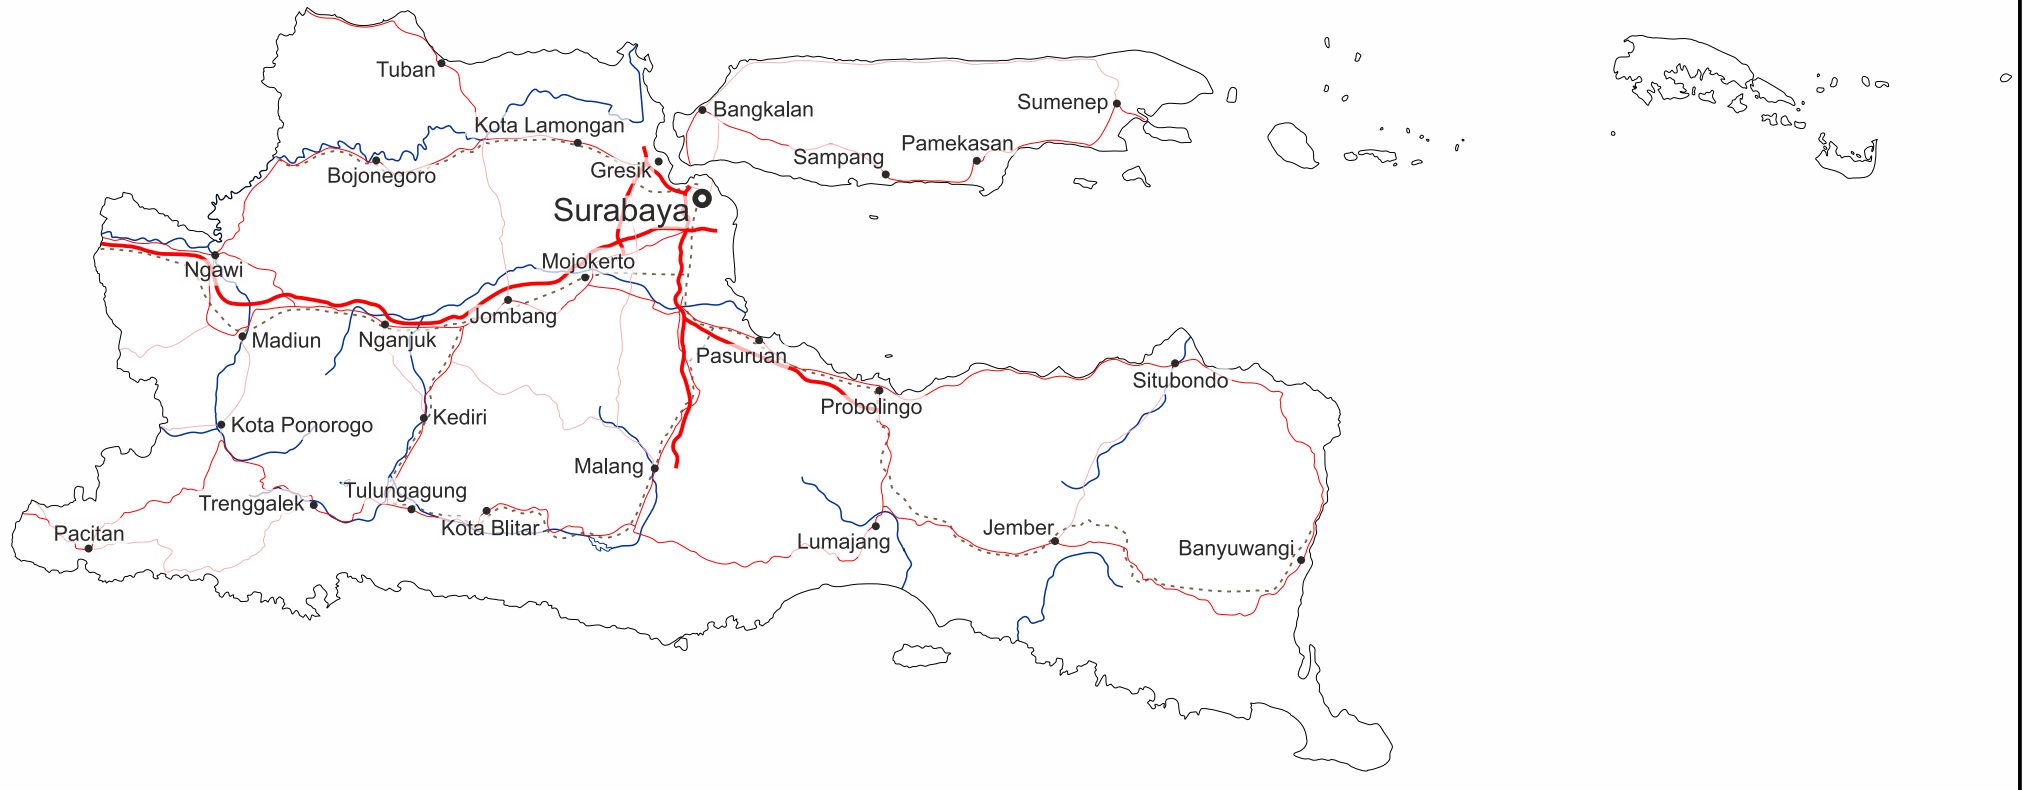 Tuban
Bangkalan
Sumenep
Kota Lamongan
Pamekasan
Sampang
Gresik
Bojonegoro
Surabaya
Ngawi
Mojokerto
Jombang
Madiun
Nganjuk
Pasuruan
Situbondo
Probolingo
Kediri
Kota Ponorogo
Malang
Tulungagung
Trenggalek
Kota Blitar
Jember
Pacitan
Lumajang
Banyuwangi